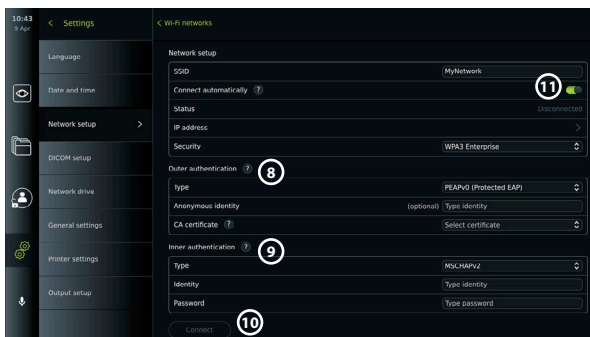 10:43
9 Apr
< Settings
< Wi-Fi networks
Language
Date and time
Network setup >
DICOM setup
Network drive
General settings
Printer settings
Output setup
Network setup
SSID MyNetwork
Connect automatically ? 11
Status Disconnected
IP address >
Security WPA3 Enterprise
Outer authentication ? 8
Type PEAPv0 (Protected EAP)
Anonymous identity (optional) Type identity
CA certificate ? Select certificate
Inner authentication ? 9
Type MSCHAPv2
Identity Type identity
Password Type password
Connect 10